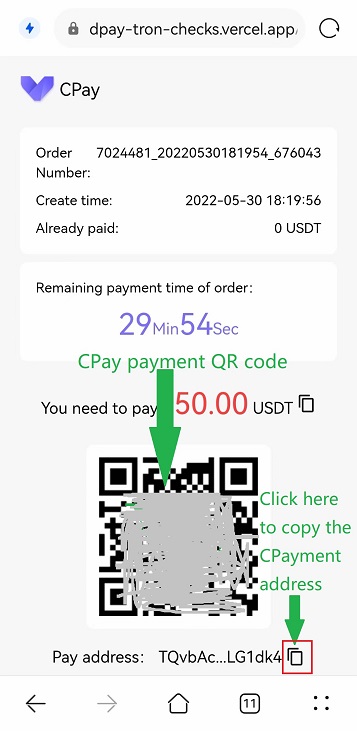 dpay-tron-checks.vercel.app/
CPay
Order Number: 7024481_20220530181954_676043
Create time: 2022-05-30 18:19:56
Already paid: 0 USDT
Remaining payment time of order:
29Min54Sec
CPay payment QR code
You need to pay 50.00 USDT
Click here
to copy the
CPayment
address
Pay address: TQvbAc...LG1dk4
11